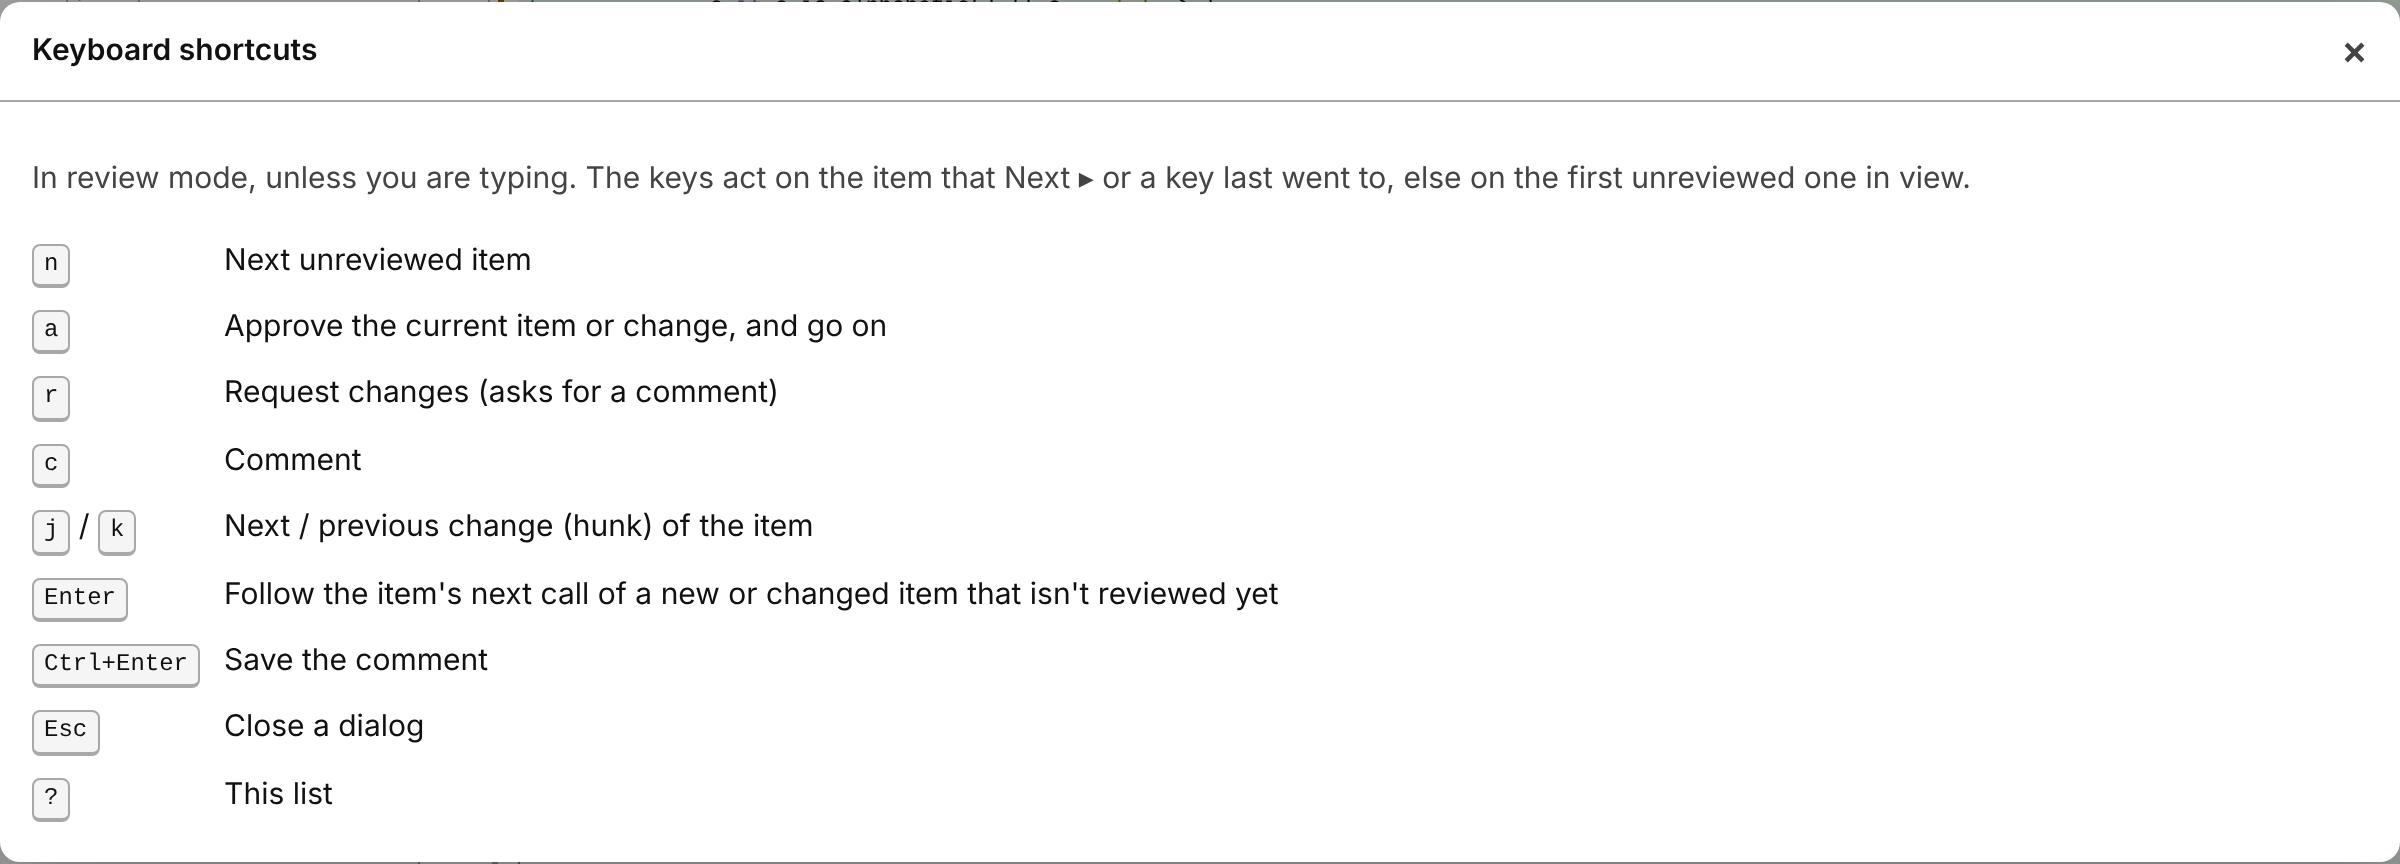 Keyboard shortcuts ×
In review mode, unless you are typing. The keys act on the item that Next ▸ or a key last went to, else on the first unreviewed one in view.
n Next unreviewed item
a Approve the current item or change, and go on
r Request changes (asks for a comment)
c Comment
j / k Next / previous change (hunk) of the item
Enter Follow the item's next call of a new or changed item that isn't reviewed yet
Ctrl+Enter Save the comment
Esc Close a dialog
? This list